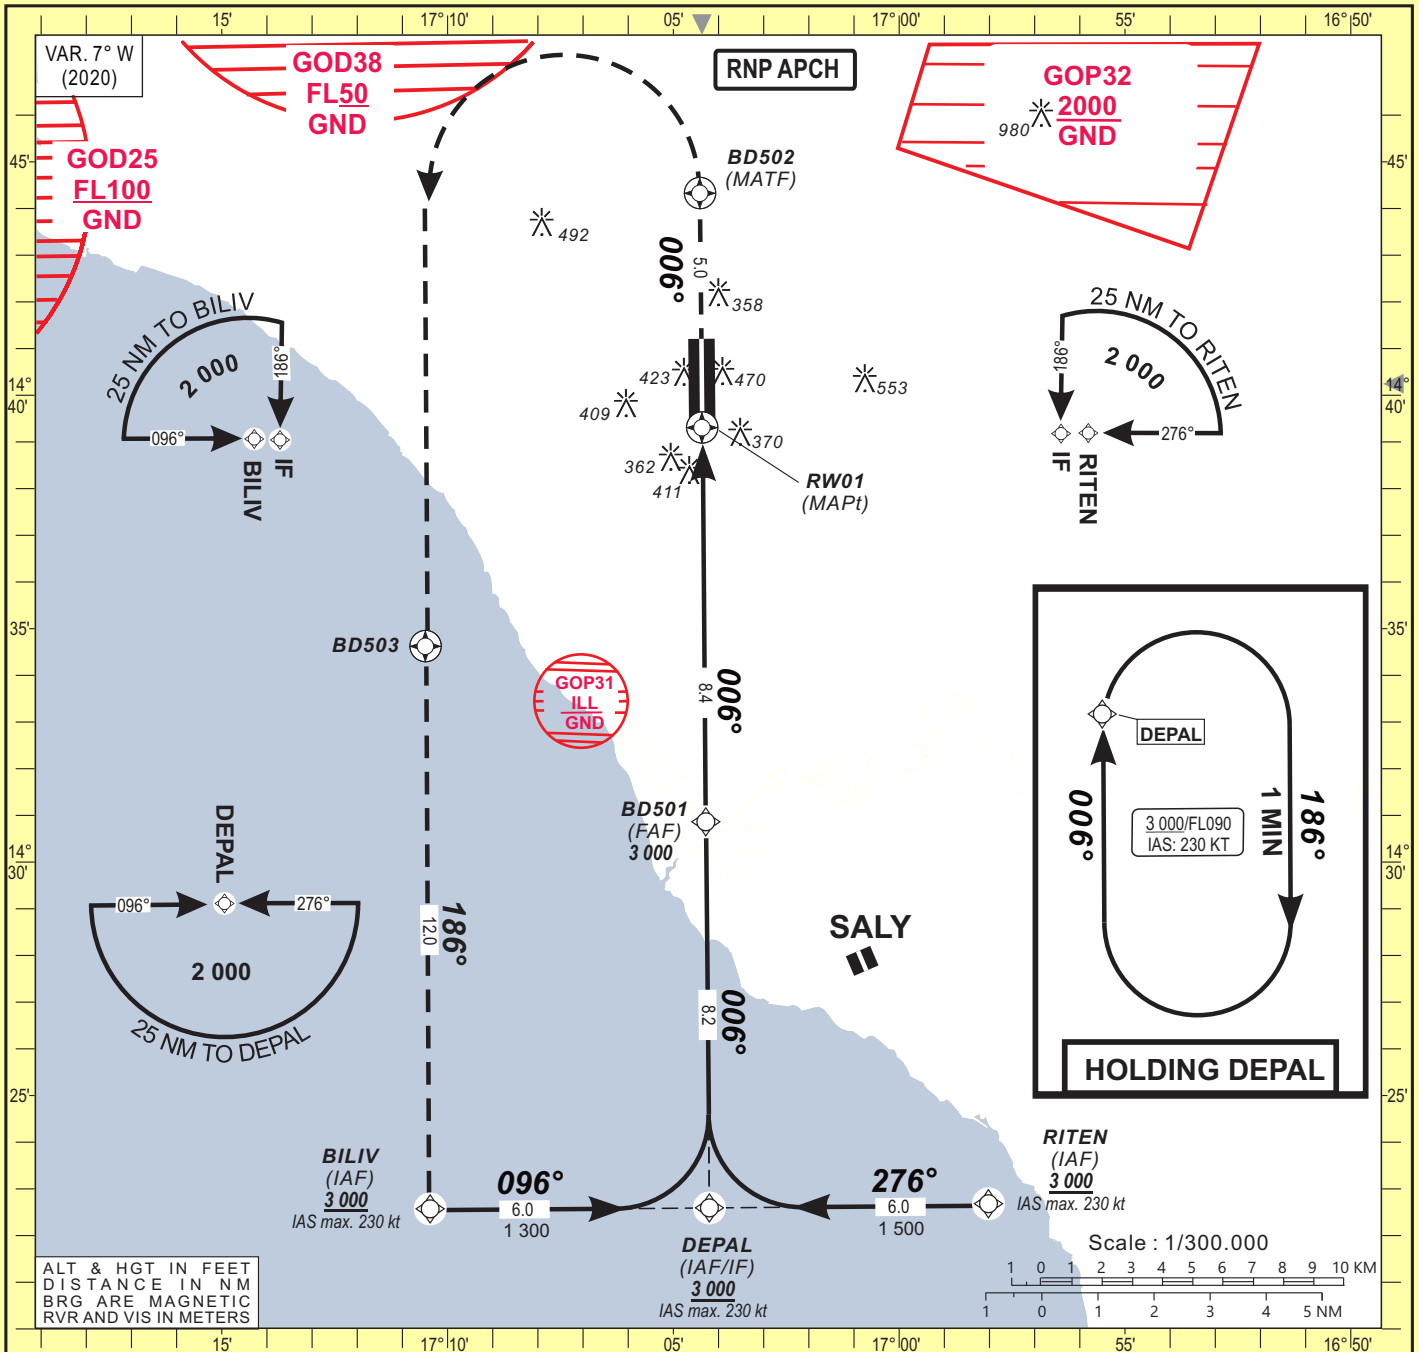 15'
17°10'
05'
17°00'
55'
16°50'
VAR. 7° W
(2020)
GOD38
FL50
GND
RNP APCH
GOP32
2000
GND
980
45'
45'
GOD25
FL100
GND
BD502
(MATF)
492
006°
5.0
358
25 NM TO BILIV
2 000
186°
096°
BILIV
IF
25 NM TO RITEN
2 000
186°
276°
IF
RITEN
14°
40'
14°
40'
423
470
553
409
370
362
411
RW01
(MAPt)
35'
35'
BD503
GOP31
ILL
GND
006°
8.4
DEPAL
006°
1 MIN
186°
3 000/FL090
IAS: 230 KT
HOLDING DEPAL
BD501
(FAF)
3 000
14°
30'
14°
30'
DEPAL
096°
276°
2 000
25 NM TO DEPAL
12.0
186°
SALY
8.2
006°
25'
25'
BILIV
(IAF)
3 000
IAS max. 230 kt
096°
6.0
1 300
276°
6.0
1 500
RITEN
(IAF)
3 000
IAS max. 230 kt
DEPAL
(IAF/IF)
3 000
IAS max. 230 kt
Scale : 1/300.000
1 0 1 2 3 4 5 6 7 8 9 10 KM
1 0 1 2 3 4 5 NM
ALT & HGT IN FEET
DISTANCE IN NM
BRG ARE MAGNETIC
RVR AND VIS IN METERS
15'
17°10'
05'
17°00'
55'
16°50'